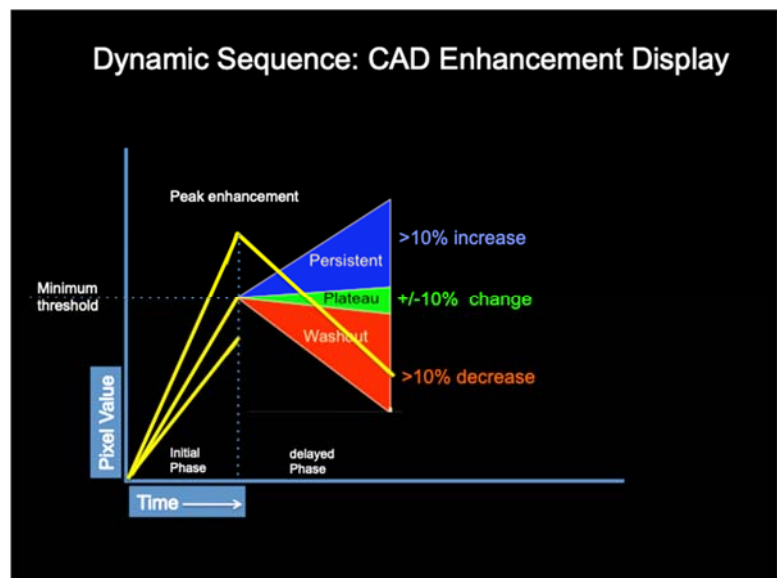 Dynamic Sequence: CAD Enhancement Display
Peak enhancement
>10% increase
Persistent
Minimum
threshold
Plateau
+/-10% change
Washout
>10% decrease
Pixel Value
Initial
Phase
delayed
Phase
Time